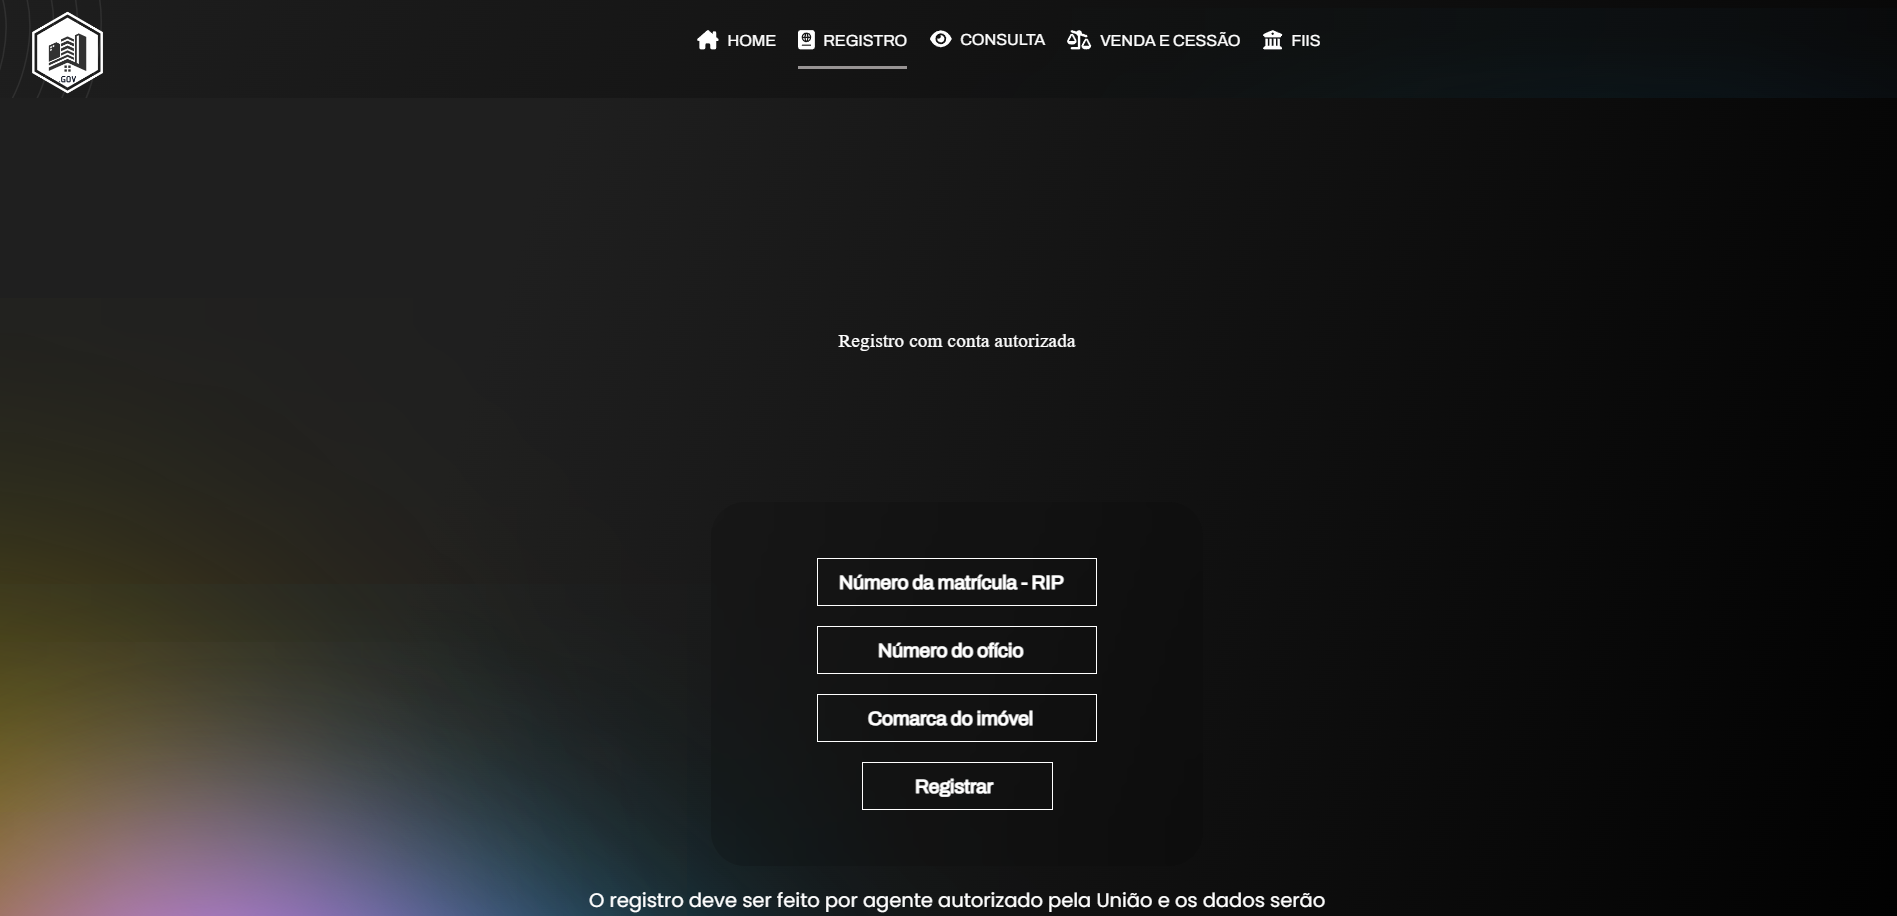 .GOV
HOME
REGISTRO
CONSULTA
VENDA E CESSÃO
FIIS
Registro com conta autorizada
Número da matrícula - RIP
Número do ofício
Comarca do imóvel
Registrar
O registro deve ser feito por agente autorizado pela União e os dados serão